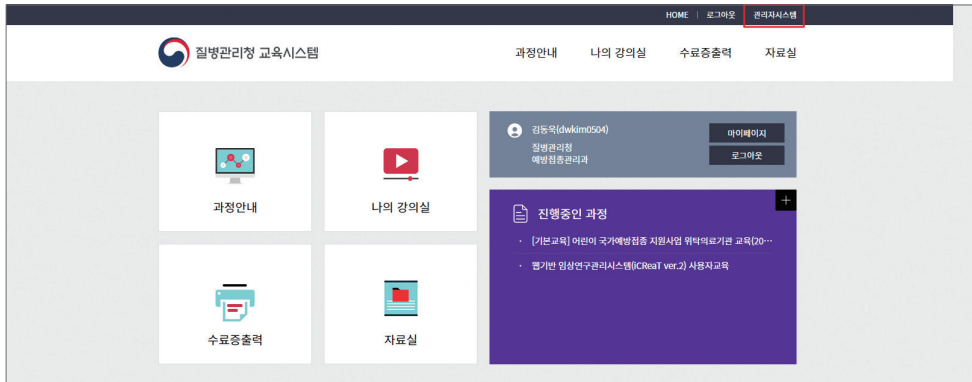 HOME | 로그아웃 관리자시스템
질병관리청 교육시스템
과정안내 나의 강의실 수료증출력 자료실
과정안내
나의 강의실
김동욱(dwkim0504)
질병관리청
예방접종관리과
마이페이지
로그아웃
진행중인 과정
+
· [기본교육] 어린이 국가예방접종 지원사업 위탁의료기관 교육(20···
· 웹기반 임상연구관리시스템(iCReaT ver.2) 사용자교육
수료증출력
자료실